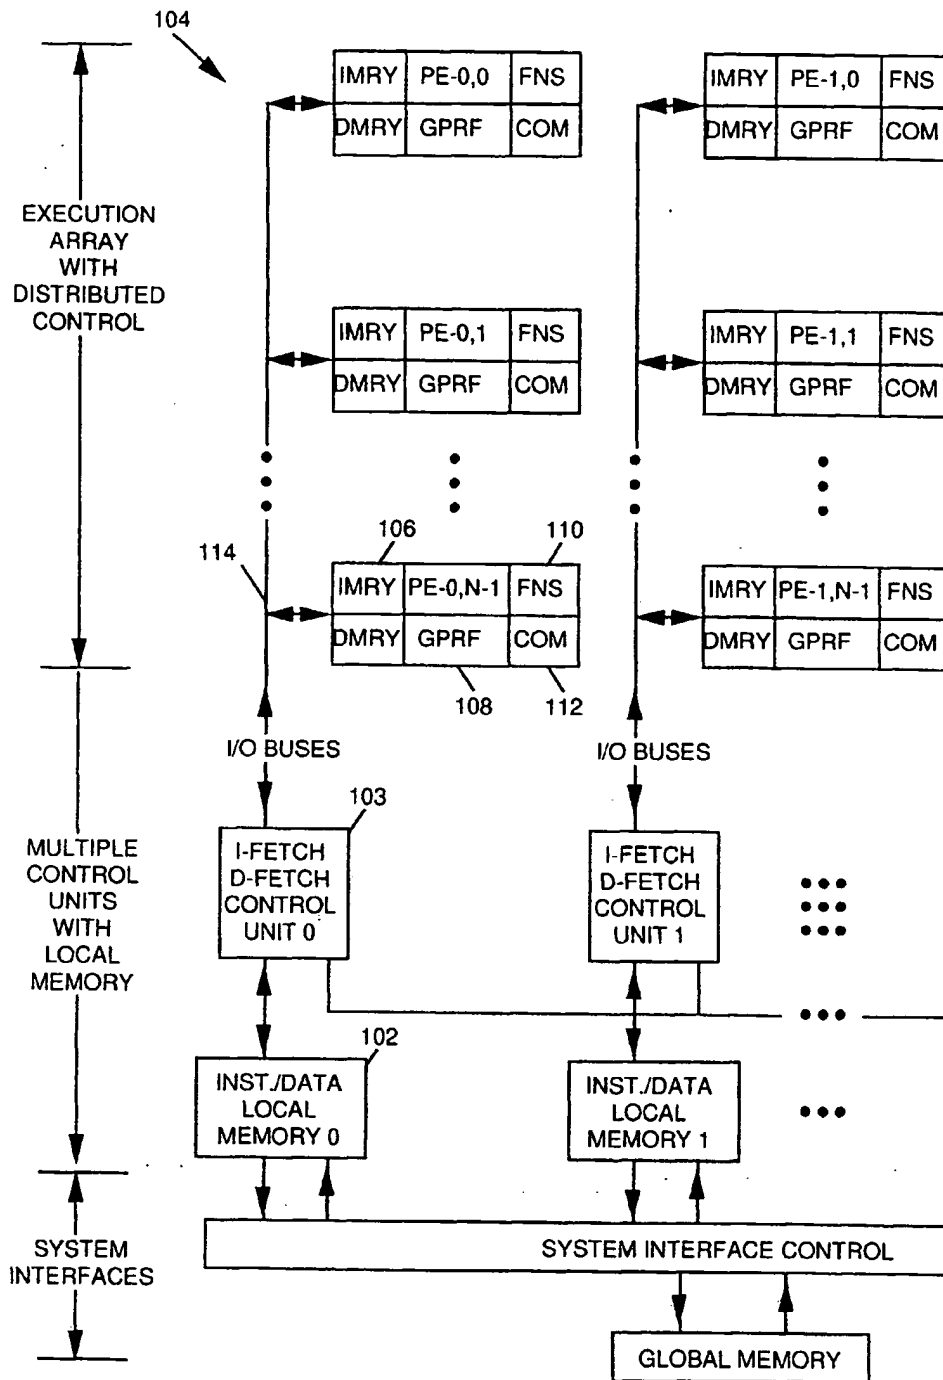 104
IMRY PE-0,0 FNS
DMRY GPRF COM
IMRY PE-1,0 FNS
DMRY GPRF COM
EXECUTION
ARRAY
WITH
DISTRIBUTED
CONTROL
IMRY PE-0,1 FNS
DMRY GPRF COM
IMRY PE-1,1 FNS
DMRY GPRF COM
106
110
114
IMRY PE-0,N-1 FNS
DMRY GPRF COM
108
112
IMRY PE-1,N-1 FNS
DMRY GPRF COM
I/O BUSES
I/O BUSES
MULTIPLE
CONTROL
UNITS
WITH
LOCAL
MEMORY
103
I-FETCH
D-FETCH
CONTROL
UNIT 0
I-FETCH
D-FETCH
CONTROL
UNIT 1
102
INST./DATA
LOCAL
MEMORY 0
INST./DATA
LOCAL
MEMORY 1
SYSTEM
INTERFACES
SYSTEM INTERFACE CONTROL
GLOBAL MEMORY